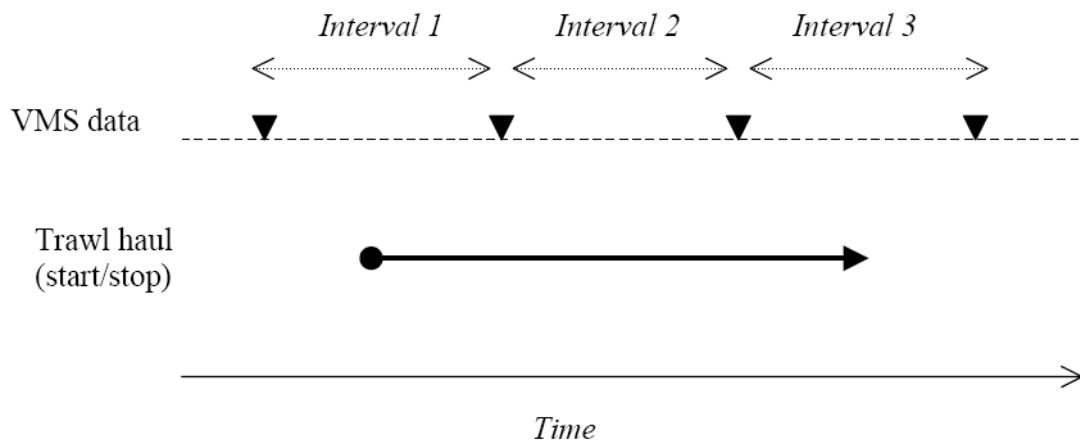 Interval 1 Interval 2 Interval 3
VMS data
Trawl haul
(start/stop)
Time